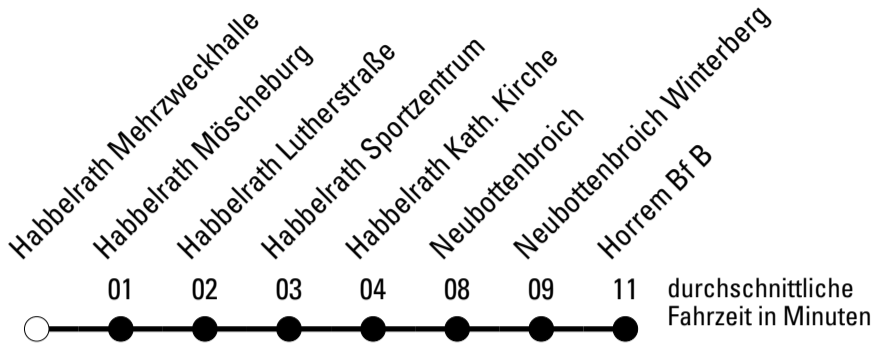 Habbelrath Mehrzweckhalle
Habbelrath Möscheburg
Habbelrath Lutherstraße
Habbelrath Sportzentrum
Habbelrath Kath. Kirche
Neubottenbroich
Neubottenbroich Winterberg
Horrem Bf B
01 02 03 04 08 09 11 durchschnittliche
Fahrzeit in Minuten